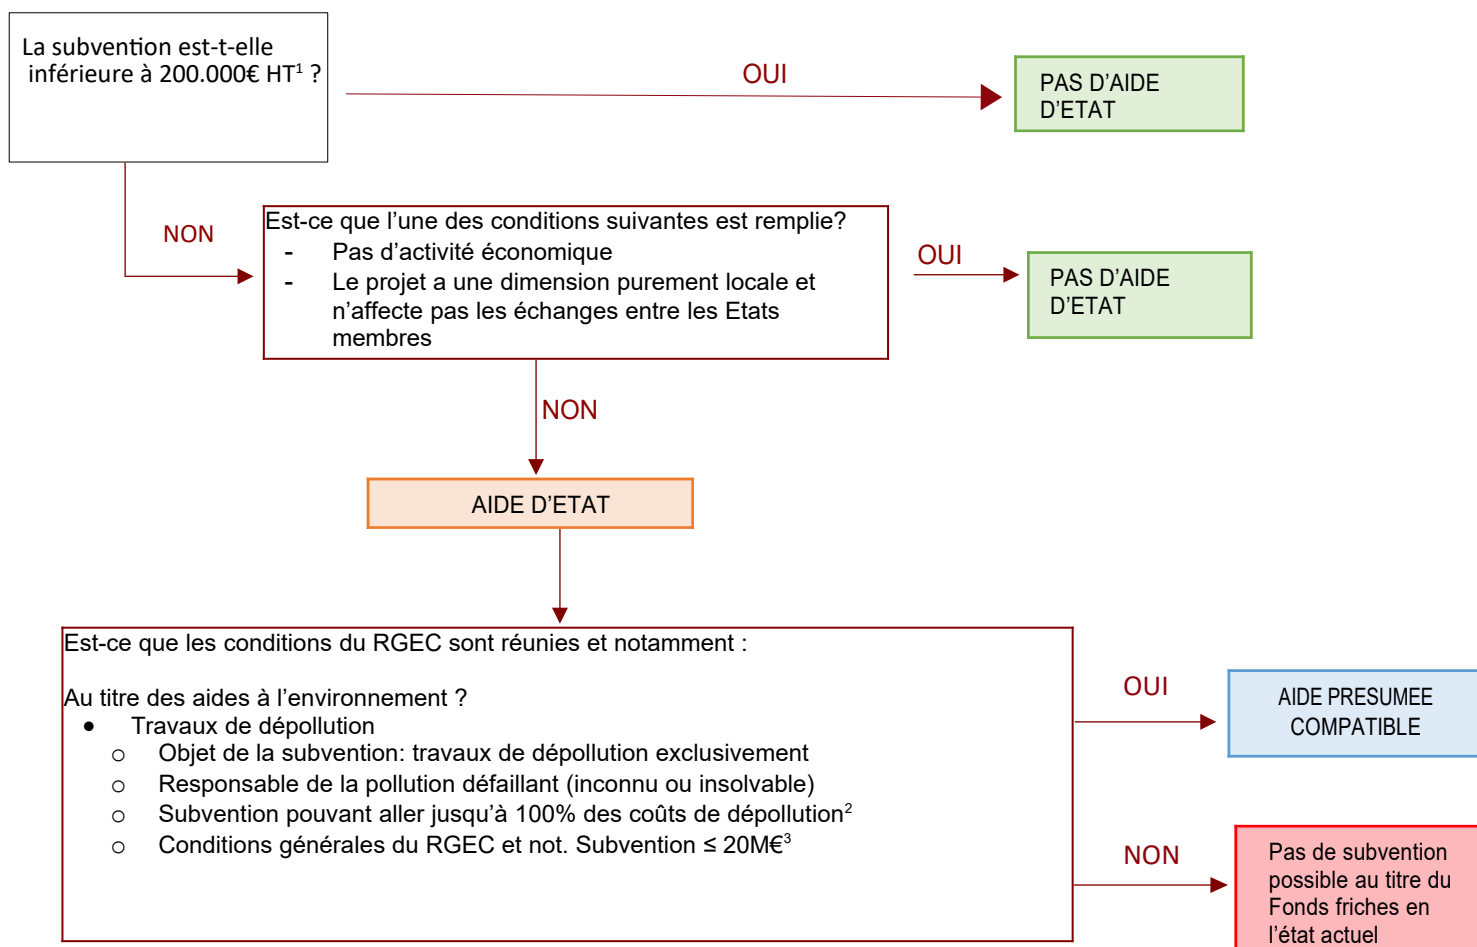 La subvention est-t-elle
inférieure à 200.000€ HT¹ ?
OUI
PAS D’AIDE
D’ETAT
NON
Est-ce que l’une des conditions suivantes est remplie?
- Pas d’activité économique
- Le projet a une dimension purement locale et
n’affecte pas les échanges entre les Etats
membres
OUI
PAS D’AIDE
D’ETAT
NON
AIDE D’ETAT
Est-ce que les conditions du RGEC sont réunies et notamment :
Au titre des aides à l’environnement ?
• Travaux de dépollution
o Objet de la subvention: travaux de dépollution exclusivement
o Responsable de la pollution défaillant (inconnu ou insolvable)
o Subvention pouvant aller jusqu’à 100% des coûts de dépollution²
o Conditions générales du RGEC et not. Subvention ≤ 20M€³
OUI
AIDE PRESUMEE
COMPATIBLE
NON
Pas de subvention
possible au titre du
Fonds friches en
l’état actuel